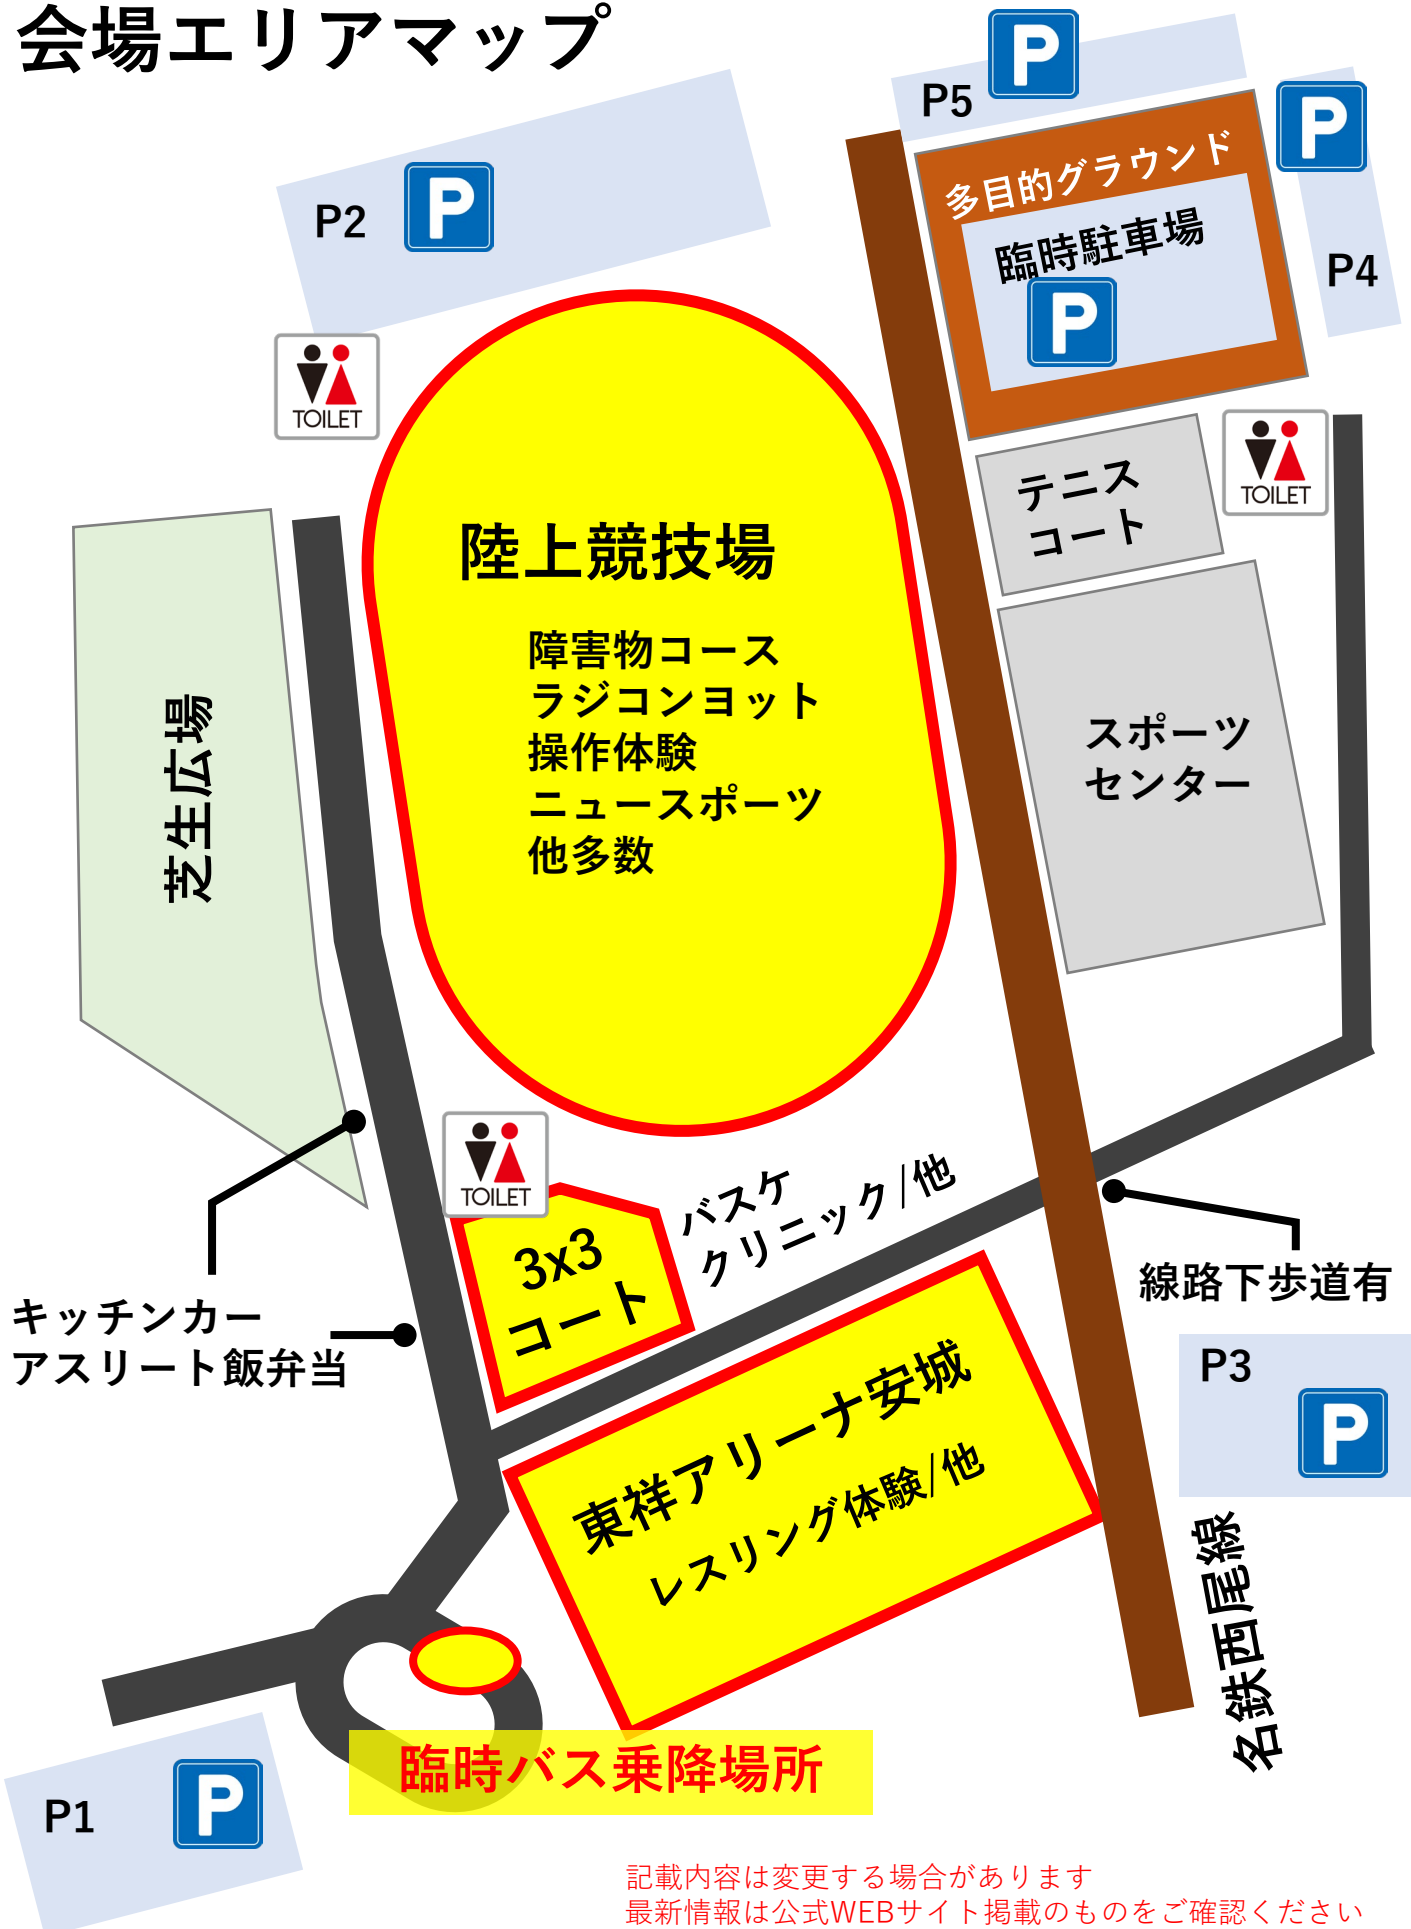 会場エリアマップ
P5
P2
多目的グラウンド
臨時駐車場
P4
TOILET
TOILET
テニス
コート
陸上競技場
障害物コース
ラジコンヨット
操作体験
ニュースポーツ
他多数
スポーツ
センター
芝生広場
TOILET
バスケ
クリニック/他
3x3
コート
線路下歩道有
キッチンカー
アスリート飯弁当
P3
東祥アリーナ安城
レスリング体験/他
名鉄西尾線
臨時バス乗降場所
P1
記載内容は変更する場合があります
最新情報は公式WEBサイト掲載のものをご確認ください